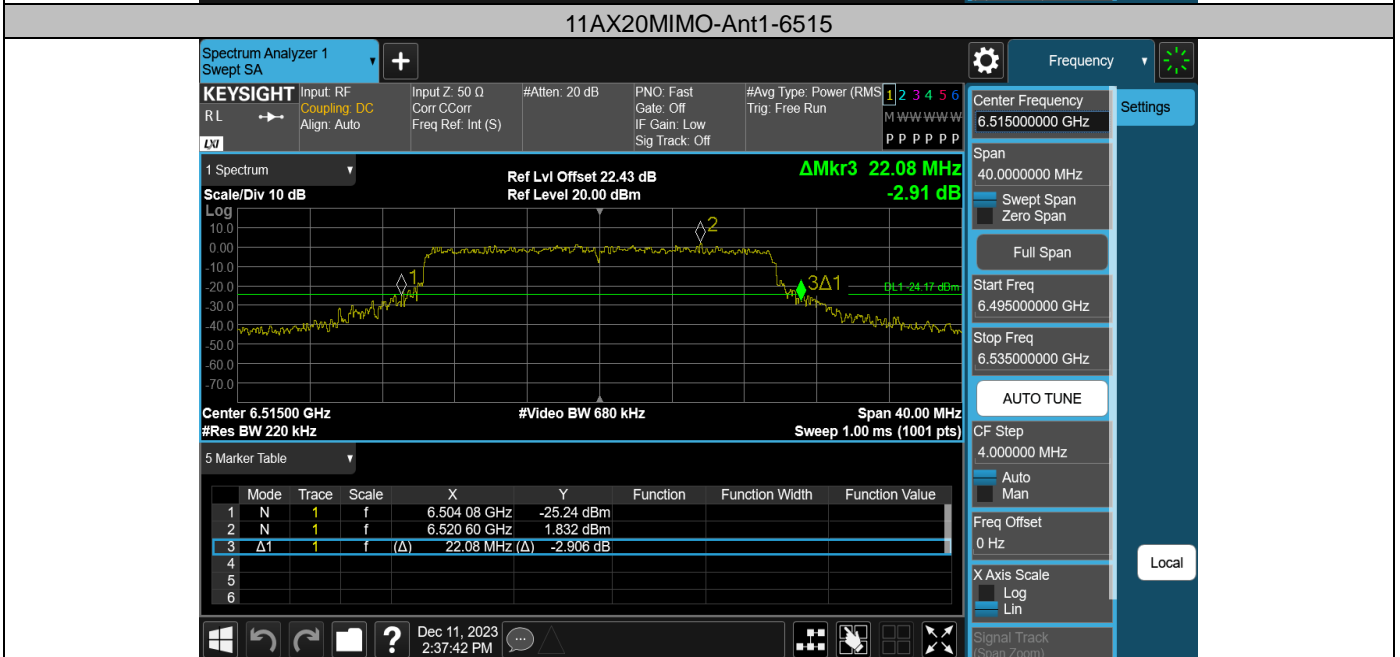 11AX20MIMO-Ant1-6515
Spectrum Analyzer 1
Swept SA
+
Frequency
KEYSIGHT
RL
LXI
Input: RF
Coupling: DC
Align: Auto
Input Z: 50 Ω
Corr CCorr
Freq Ref: Int (S)
#Atten: 20 dB
PNO: Fast
Gate: Off
IF Gain: Low
Sig Track: Off
#Avg Type: Power (RMS
Trig: Free Run
1 2 3 4 5 6
M W W W W W
P P P P P P
Settings
Center Frequency
6.515000000 GHz
Span
40.0000000 MHz
Swept Span
Zero Span
Full Span
Start Freq
6.495000000 GHz
Stop Freq
6.535000000 GHz
AUTO TUNE
CF Step
4.000000 MHz
Auto
Man
Freq Offset
0 Hz
X Axis Scale
Log
Lin
Signal Track
(Span Zoom)
Local
1 Spectrum
Scale/Div 10 dB
Ref Lvl Offset 22.43 dB
Ref Level 20.00 dBm
ΔMkr3 22.08 MHz
-2.91 dB
Log
10.0
0.00
-10.0
-20.0
-30.0
-40.0
-50.0
-60.0
-70.0
1
2
3Δ1
DL1 -24.17 dBm
Center 6.51500 GHz
#Video BW 680 kHz
Span 40.00 MHz
#Res BW 220 kHz
Sweep 1.00 ms (1001 pts)
5 Marker Table
Mode Trace Scale X Y Function Function Width Function Value
1 N 1 f 6.504 08 GHz -25.24 dBm
2 N 1 f 6.520 60 GHz 1.832 dBm
3 Δ1 1 f (Δ) 22.08 MHz (Δ) -2.906 dB
4
5
6
?
Dec 11, 2023
2:37:42 PM